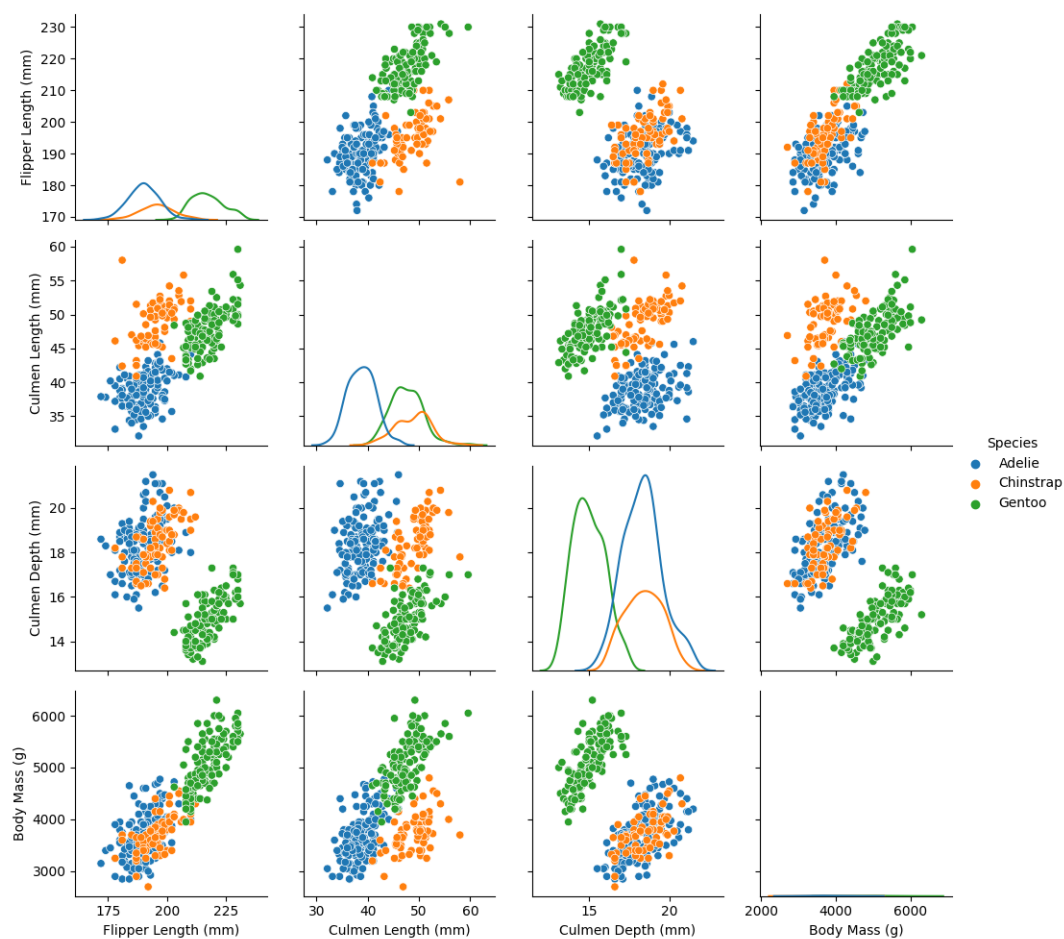 Flipper Length (mm)
230
220
210
200
190
180
170
Culmen Length (mm)
60
55
50
45
40
35
Culmen Depth (mm)
20
18
16
14
Body Mass (g)
6000
5000
4000
3000
175 200 225
Flipper Length (mm)
30 40 50 60
Culmen Length (mm)
15 20
Culmen Depth (mm)
2000 4000 6000
Body Mass (g)
Species
Adelie
Chinstrap
Gentoo